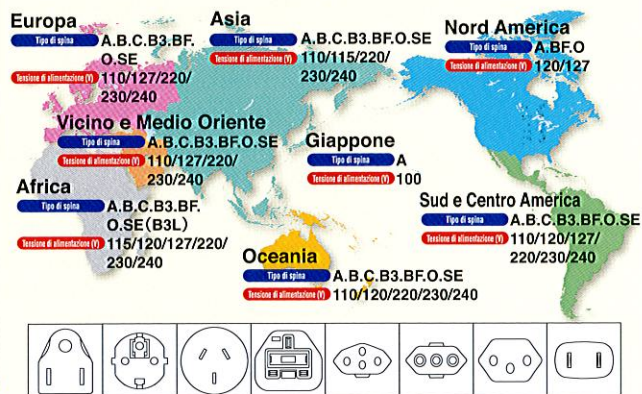 Europa
Tipo di spina A.B.C.B3.BF.
O.SE
Tensione di alimentazione (V) 110/127/220/
230/240
Asia
Tipo di spina A.B.C.B3.BF.O.SE
Tensione di alimentazione (V) 110/115/220/
230/240
Nord America
Tipo di spina A.BF.O
Tensione di alimentazione (V) 120/127
Vicino e Medio Oriente
Tipo di spina A.B.C.B3.BF.O.SE
Tensione di alimentazione (V) 110/127/220/
230/240
Giappone
Tipo di spina A
Tensione di alimentazione (V) 100
Africa
Tipo di spina A.B.C.B3.BF.
O.SE(B3L)
Tensione di alimentazione (V) 115/120/127/220/
230/240
Sud e Centro America
Tipo di spina A.B.C.B3.BF.O.SE
Tensione di alimentazione (V) 110/120/127/
220/230/240
Oceania
Tipo di spina A.B.C.B3.BF.O.SE
Tensione di alimentazione (V) 110/120/220/230/240